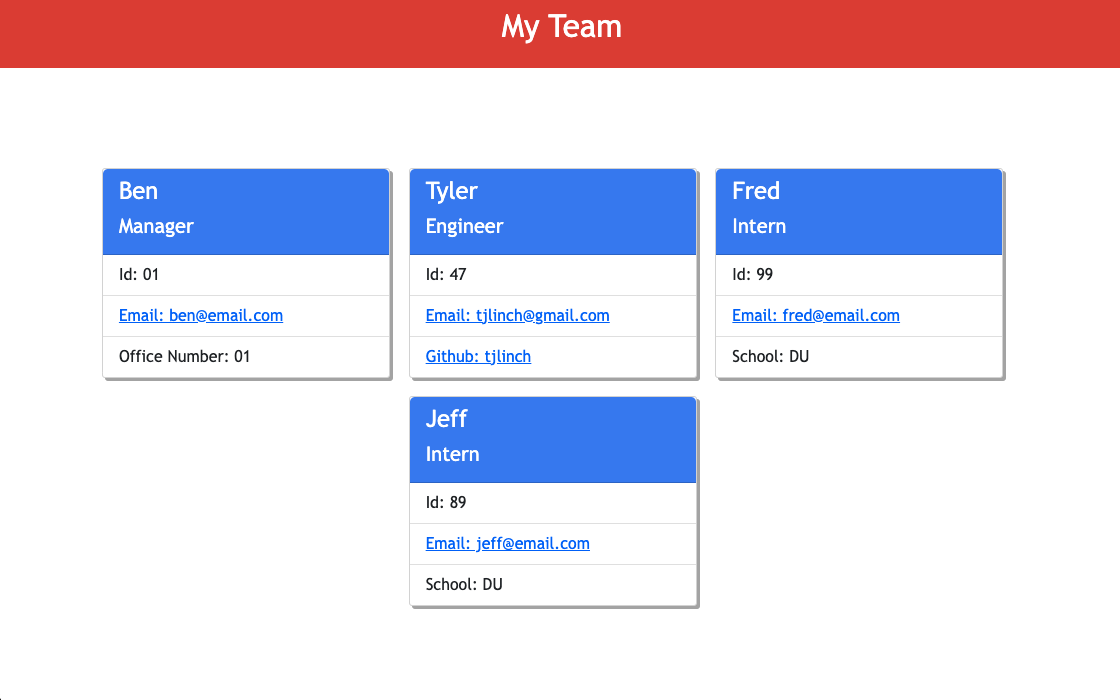 My Team
Ben
Manager
Id: 01
Email: ben@email.com
Office Number: 01
Tyler
Engineer
Id: 47
Email: tjlinch@gmail.com
Github: tjlinch
Fred
Intern
Id: 99
Email: fred@email.com
School: DU
Jeff
Intern
Id: 89
Email: jeff@email.com
School: DU